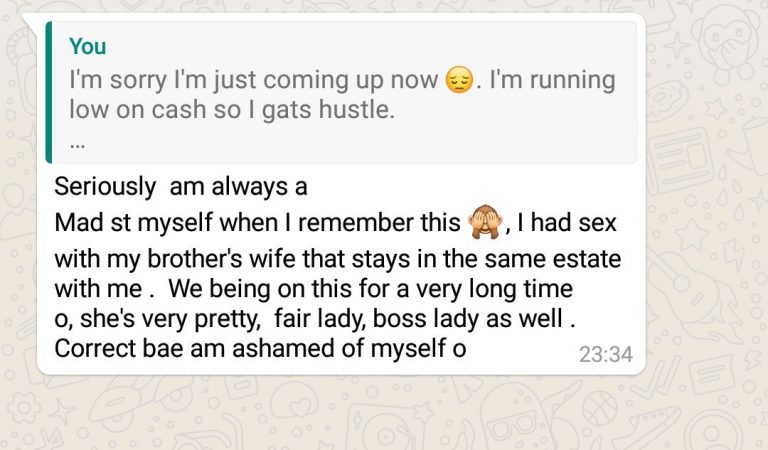 You
I'm sorry I'm just coming up now 😔. I'm running
low on cash so I gats hustle.
...
Seriously  am always a
Mad st myself when I remember this 🙈, I had sex
with my brother's wife that stays in the same estate
with me .  We being on this for a very long time
o, she's very pretty,  fair lady, boss lady as well .
Correct bae am ashamed of myself o
23:34